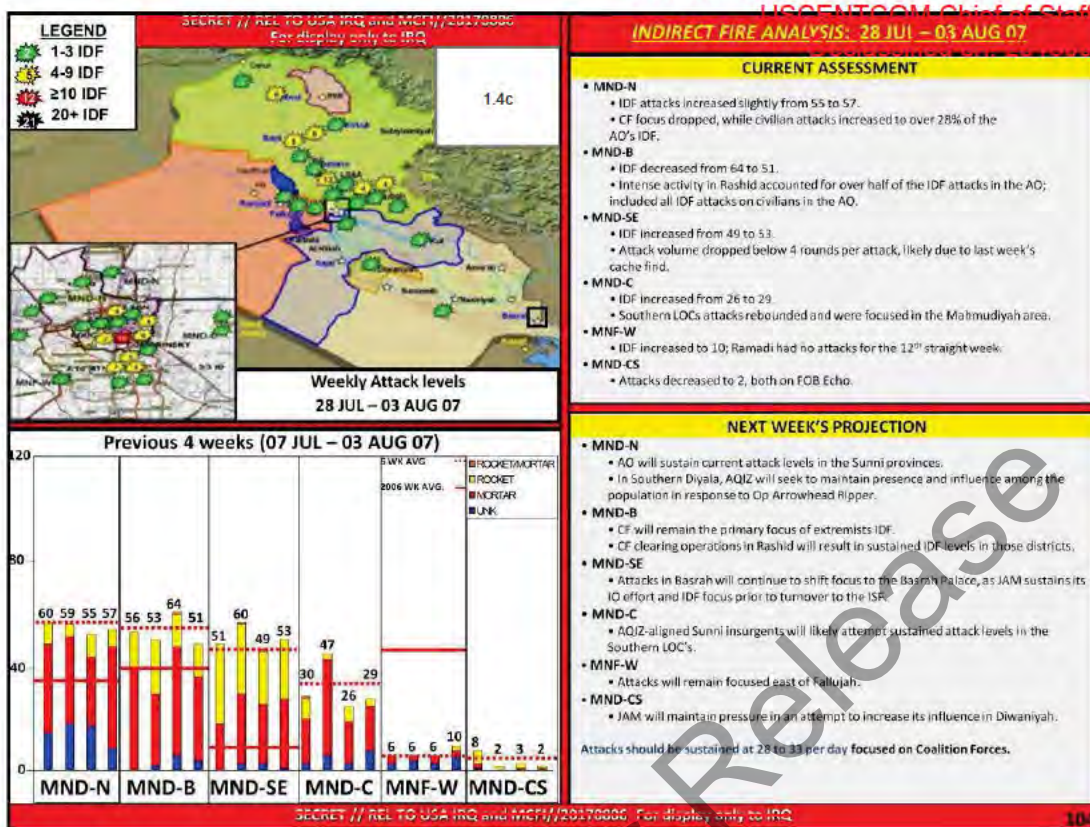 USCENTCOM Chief of Staff
SECRET // REL TO USA IRQ and MCFI//20170806
For display only to IRQ
LEGEND
1-3 IDF
5 4-9 IDF
12 ≥10 IDF
21 20+ IDF
1.4c
MND-N
MND-N
MNF-W
Weekly Attack levels
28 JUL – 03 AUG 07
Previous 4 weeks (07 JUL – 03 AUG 07)
120
80
40
0
5 WK AVG
2006 WK AVG.
ROCKET/MORTAR
ROCKET
MORTAR
UNK
60 59 55 57
56 53 64 51
51 60 49 53
30 47 26 29
6 6 6 10
8 2 3 2
MND-N MND-B MND-SE MND-C MNF-W MND-CS
INDIRECT FIRE ANALYSIS: 28 JUL – 03 AUG 07
CURRENT ASSESSMENT
• MND-N
• IDF attacks increased slightly from 55 to 57.
• CF focus dropped, while civilian attacks increased to over 28% of the
AO's IDF.
• MND-B
• IDF decreased from 64 to 51.
• Intense activity in Rashid accounted for over half of the IDF attacks in the AO;
included all IDF attacks on civilians in the AO.
• MND-SE
• IDF increased from 49 to 53.
• Attack volume dropped below 4 rounds per attack, likely due to last week's
cache find.
• MND-C
• IDF increased from 26 to 29.
• Southern LOCs attacks rebounded and were focused in the Mahmudiyah area.
• MNF-W
• IDF increased to 10; Ramadi had no attacks for the 12th straight week.
• MND-CS
• Attacks decreased to 2, both on FOB Echo.
NEXT WEEK'S PROJECTION
• MND-N
• AO will sustain current attack levels in the Sunni provinces.
• In Southern Diyala, AQIZ will seek to maintain presence and influence among the
population in response to Op Arrowhead Ripper.
• MND-B
• CF will remain the primary focus of extremists IDF.
• CF clearing operations in Rashid will result in sustained IDF levels in those districts.
• MND-SE
• Attacks in Basrah will continue to shift focus to the Basrah Palace, as JAM sustains its
IO effort and IDF focus prior to turnover to the ISF.
• MND-C
• AQIZ-aligned Sunni insurgents will likely attempt sustained attack levels in the
Southern LOC's.
• MNF-W
• Attacks will remain focused east of Fallujah.
• MND-CS
• JAM will maintain pressure in an attempt to increase its influence in Diwaniyah.
Attacks should be sustained at 28 to 33 per day focused on Coalition Forces.
Release
SECRET // REL TO USA IRQ and MCFI//20170806 For display only to IRQ
10